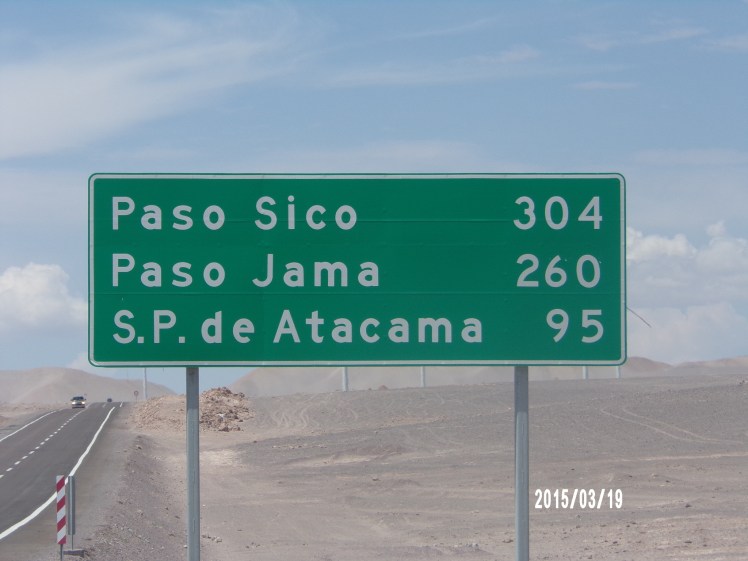 Paso Sico 304
Paso Jama 260
S.P. de Atacama 95
2015/03/19